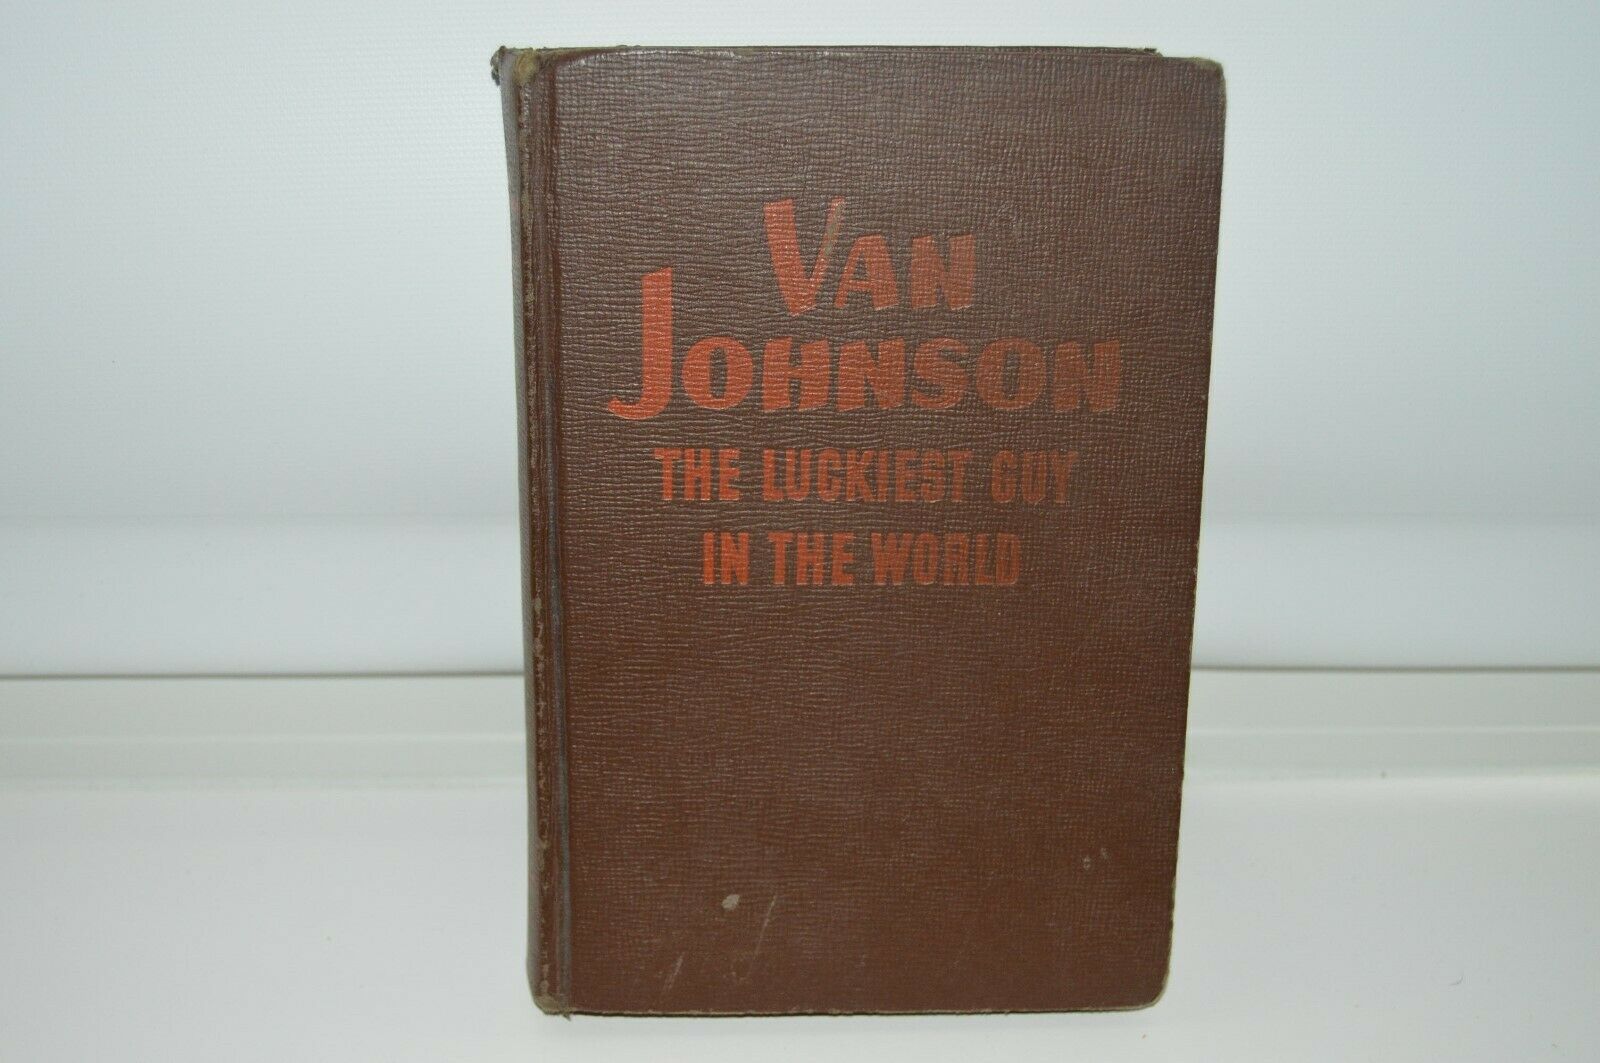 VAN
JOHNSON
THE LUCKIEST GUY
IN THE WORLD